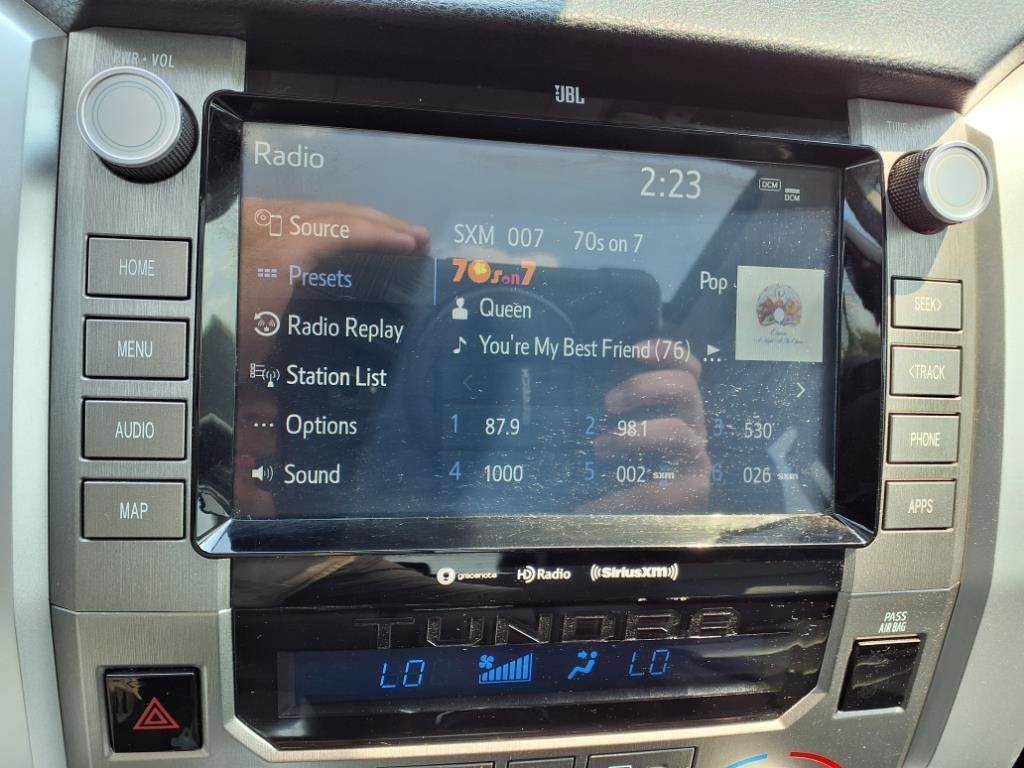 PWR • VOL
JBL
TUNE
Radio
2:23
DCM
DCM
Source
SXM 007 70s on 7
HOME
Presets
70s on 7
Pop
SEEK>
Queen
MENU
Radio Replay
You're My Best Friend (76)
<TRACK
Station List
AUDIO
Options
1 87.9 2 98.1 3 530
PHONE
Sound
4 1000 5 002 sxm 6 026 sxm
MAP
APPS
gracenote HD Radio ((SiriusXM))
TUNDRA
PASS
AIR BAG
LO LO